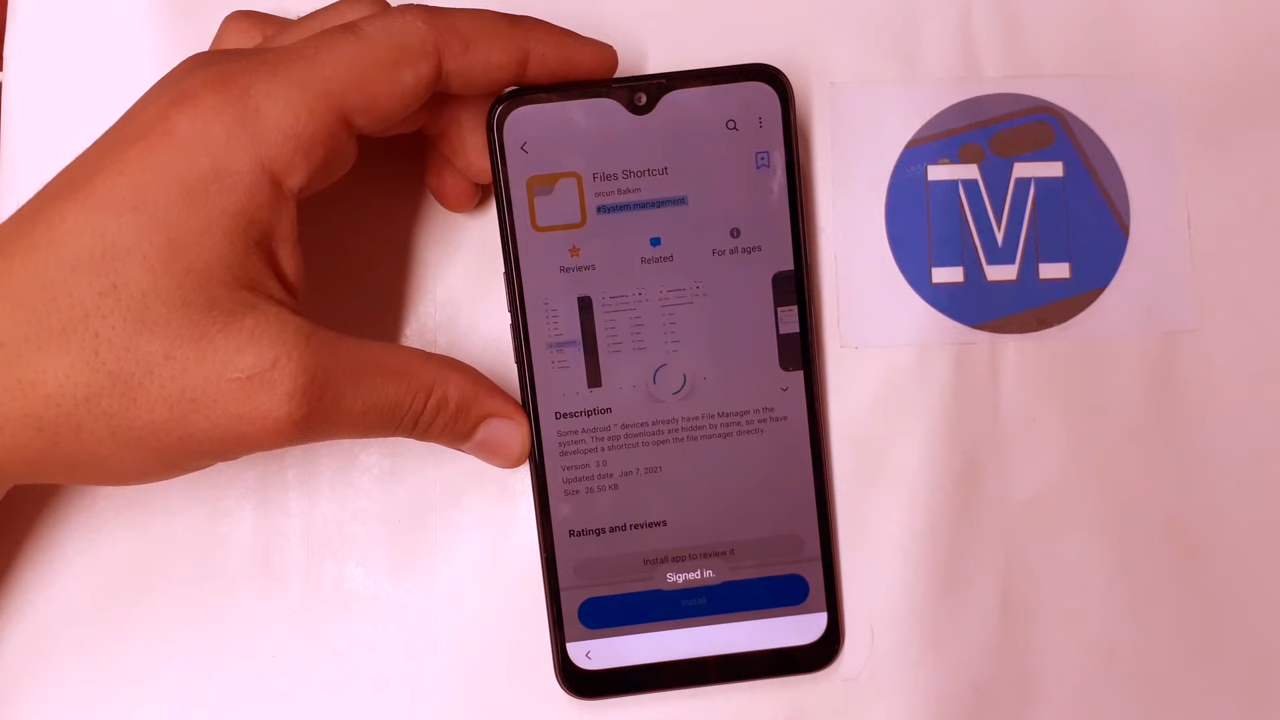 Files Shortcut
orcun Balkim
#System management
Reviews
Related
For all ages
Description
Some Android ™ devices already have File Manager in the
system. The app downloads are hidden by name, so we have
developed a shortcut to open the file manager directly.
Version 3.0
Updated date Jan 7, 2021
Size 26.50 KB
Ratings and reviews
Install app to review it
Signed in.
Install
M